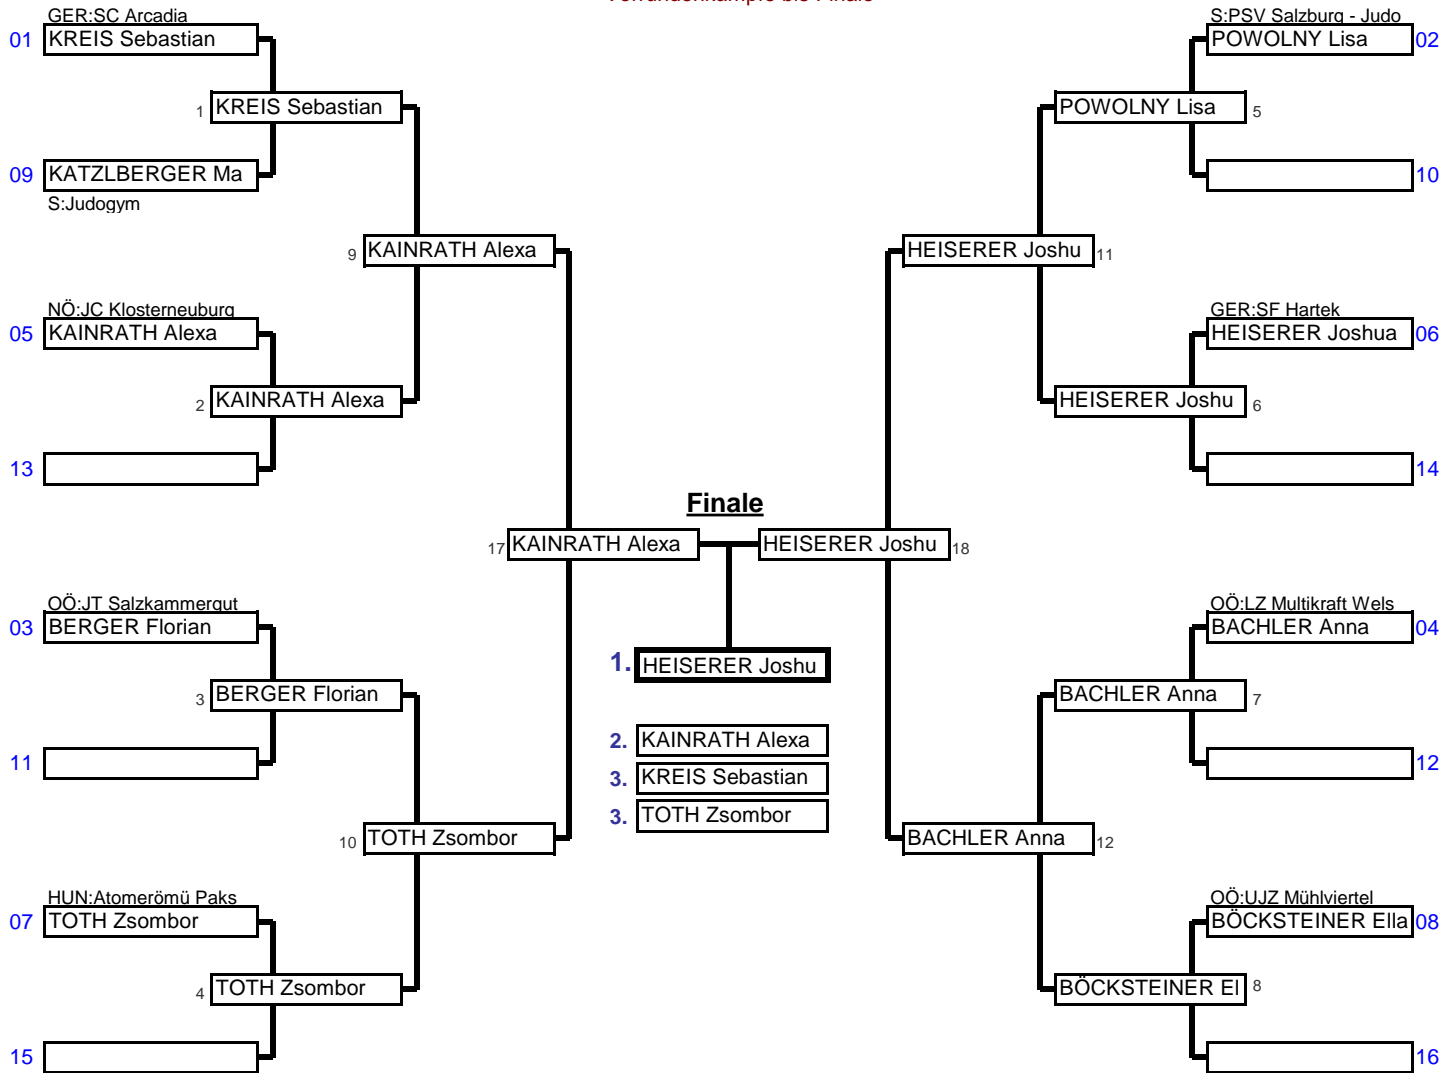 GER:SC Arcadia
01 KREIS Sebastian
1 KREIS Sebastian
09 KATZLBERGER Ma
S:Judogym
9 KAINRATH Alexa
NÖ:JC Klosterneuburg
05 KAINRATH Alexa
2 KAINRATH Alexa
13
17 KAINRATH Alexa
OÖ:JT Salzkammergut
03 BERGER Florian
3 BERGER Florian
11
10 TOTH Zsombor
HUN:Atomerömü Paks
07 TOTH Zsombor
4 TOTH Zsombor
15
Finale
1. HEISERER Joshu
2. KAINRATH Alexa
3. KREIS Sebastian
3. TOTH Zsombor
S:PSV Salzburg - Judo
POWOLNY Lisa 02
POWOLNY Lisa 5
10
HEISERER Joshu 11
GER:SF Hartek
HEISERER Joshua 06
HEISERER Joshu 6
14
HEISERER Joshu 18
OÖ:LZ Multikraft Wels
BACHLER Anna 04
BACHLER Anna 7
12
BACHLER Anna 12
OÖ:UJZ Mühlviertel
BÖCKSTEINER Ella 08
BÖCKSTEINER El 8
16